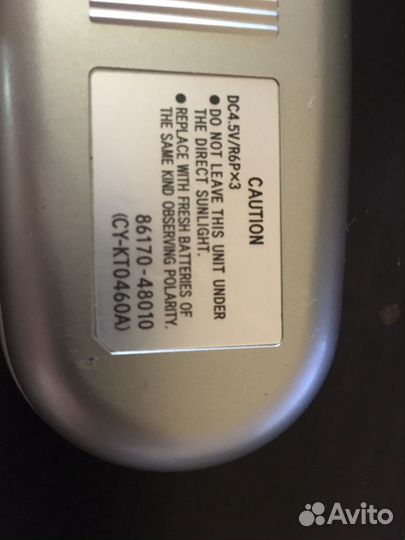 CAUTION
DC4.5V/R6P×3
● DO NOT LEAVE THIS UNIT UNDER
THE DIRECT SUNLIGHT.
● REPLACE WITH FRESH BATTERIES OF
THE SAME KIND OBSERVING POLARITY.
86170-48010
(CY-KT0460A)
Avito